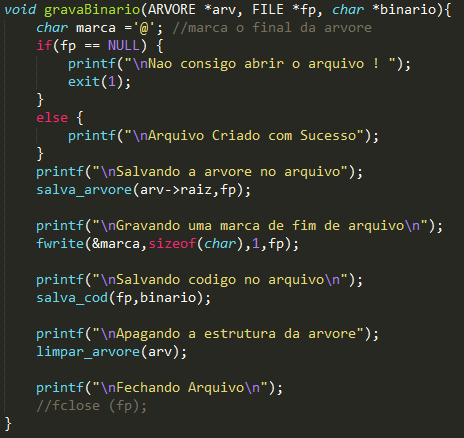 void gravaBinario(ARVORE *arv, FILE *fp, char *binario){
char marca ='@'; //marca o final da arvore
if(fp == NULL) {
printf("\nNao consigo abrir o arquivo ! ");
exit(1);
}
else {
printf("\nArquivo Criado com Sucesso");
}
printf("\nSalvando a arvore no arquivo");
salva_arvore(arv->raiz,fp);
printf("\nGravando uma marca de fim de arquivo\n");
fwrite(&marca,sizeof(char),1,fp);
printf("\nSalvando codigo no arquivo\n");
salva_cod(fp,binario);
printf("\nApagando a estrutura da arvore");
limpar_arvore(arv);
printf("\nFechando Arquivo\n");
//fclose (fp);
}